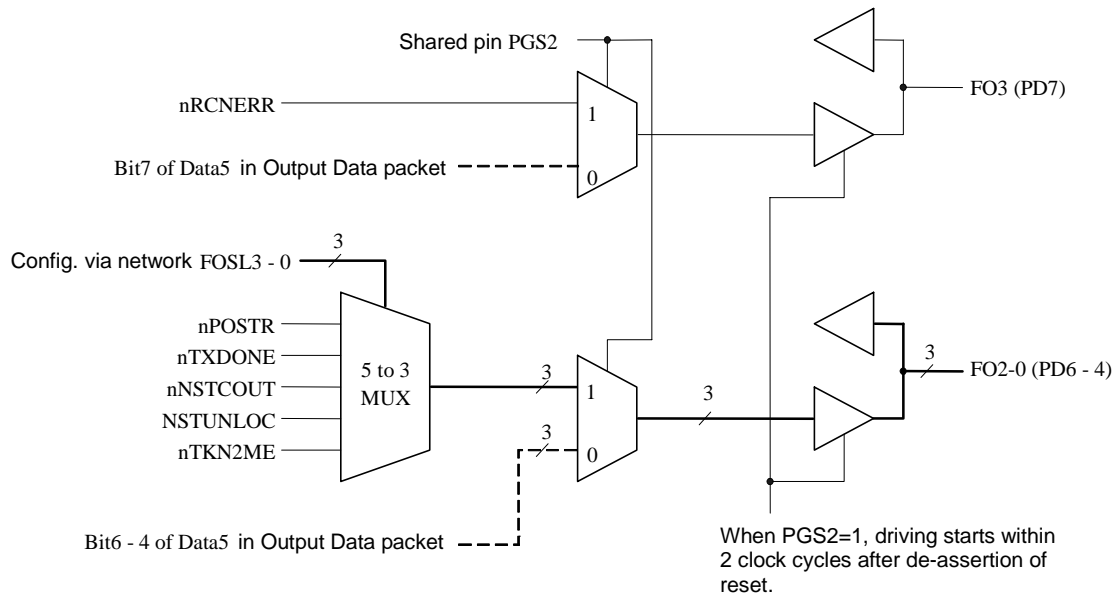 Shared pin PGS2
nRCNERR
1
FO3 (PD7)
Bit7 of Data5 in Output Data packet
0
3
Config. via network FOSL3 - 0
nPOSTR
nTXDONE
nNSTCOUT
NSTUNLOC
nTKN2ME
5 to 3
MUX
3
1
3
3
FO2-0 (PD6 - 4)
3
0
Bit6 - 4 of Data5 in Output Data packet
When PGS2=1, driving starts within
2 clock cycles after de-assertion of
reset.